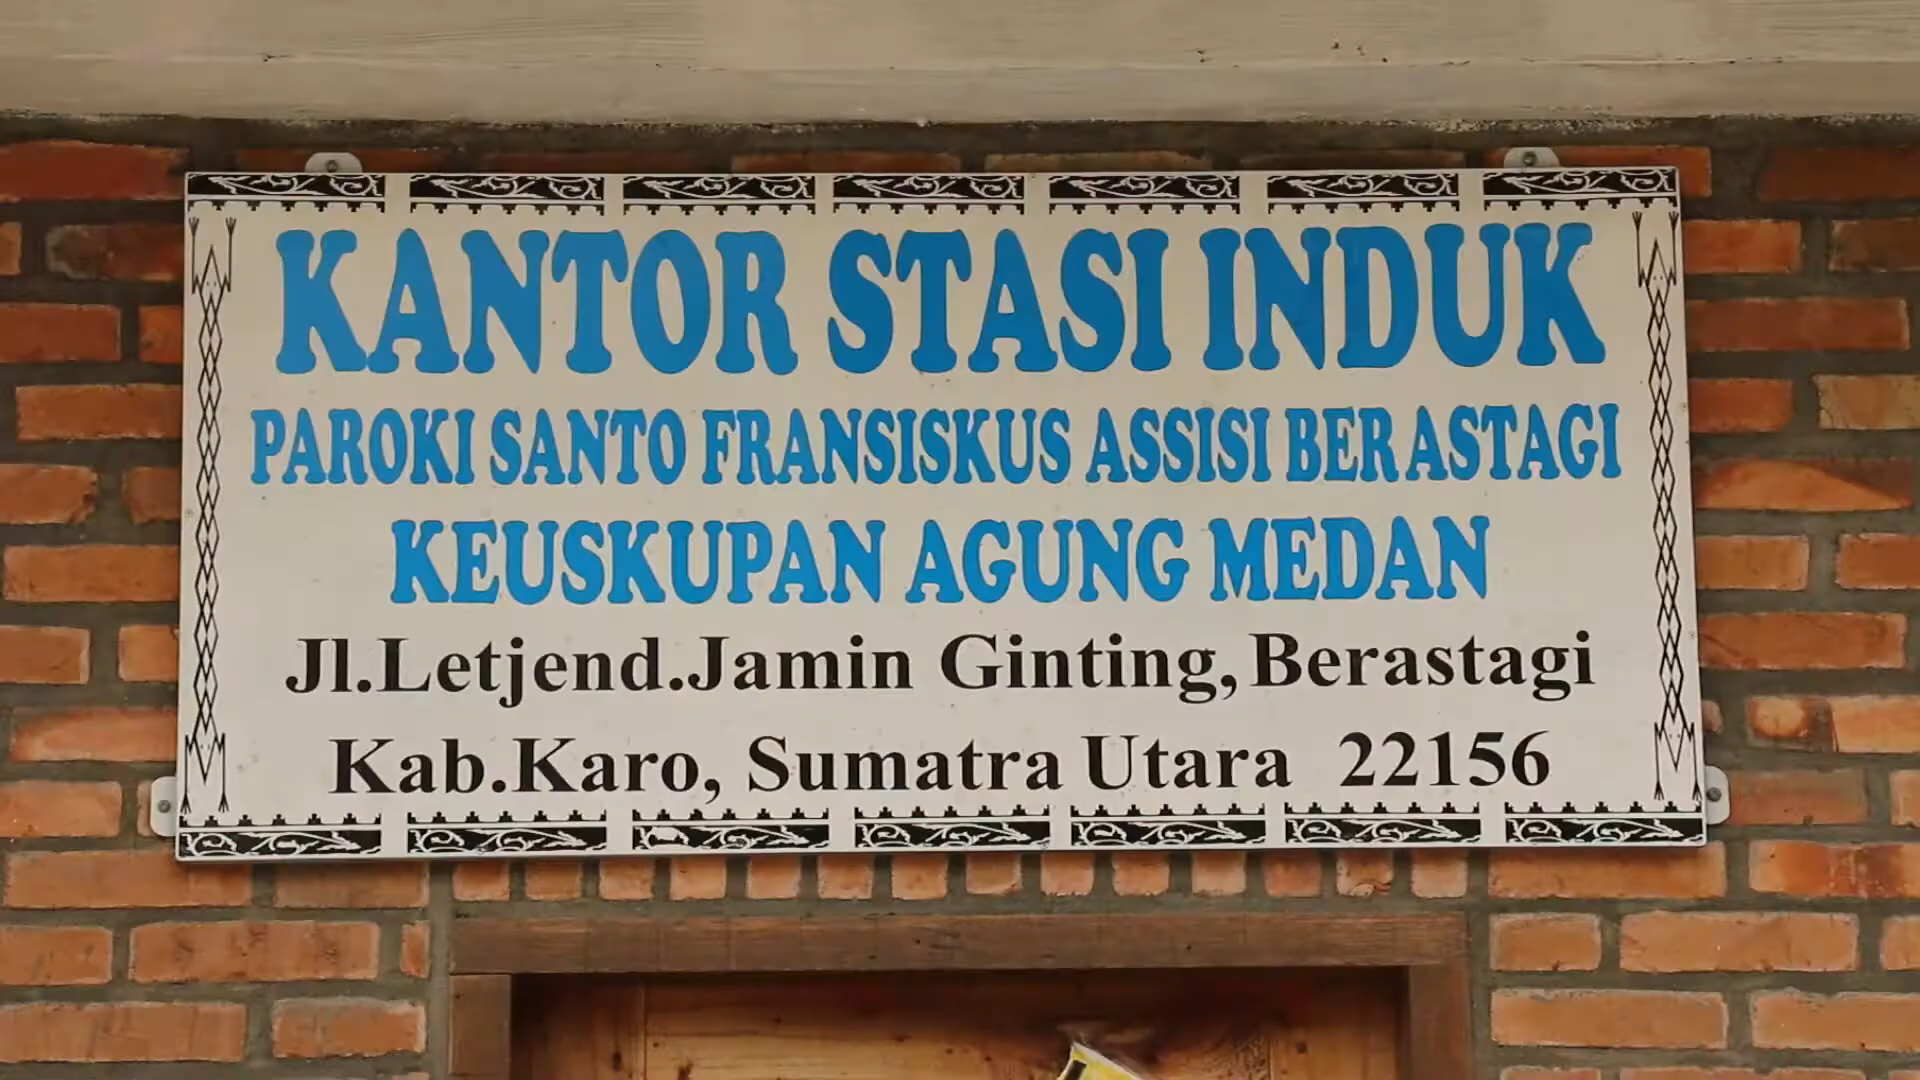 KANTOR STASI INDUK
PAROKI SANTO FRANSISKUS ASSISI BERASTAGI
KEUSKUPAN AGUNG MEDAN
Jl.Letjend.Jamin Ginting, Berastagi
Kab.Karo, Sumatra Utara 22156